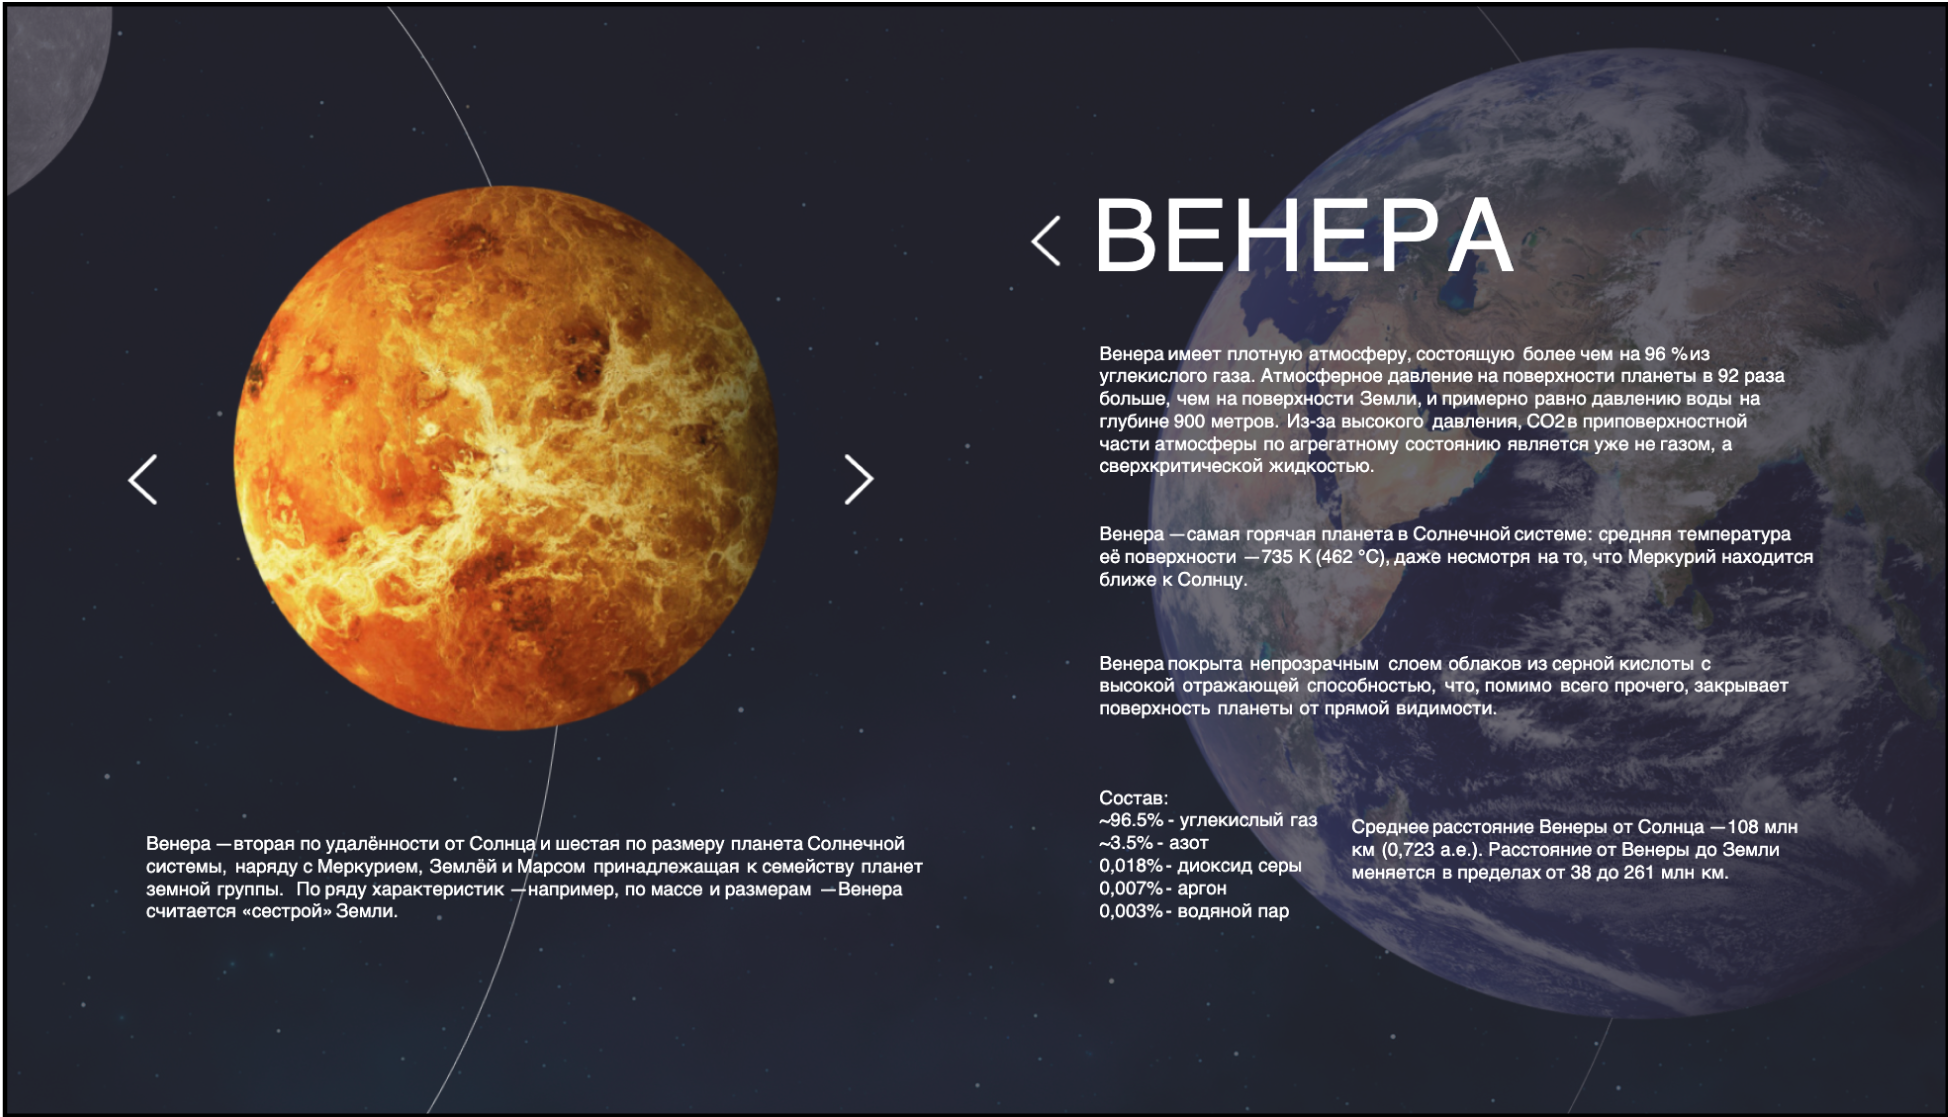 ВЕНЕРА
Венера имеет плотную атмосферу, состоящую более чем на 96 % из
углекислого газа. Атмосферное давление на поверхности планеты в 92 раза
больше, чем на поверхности Земли, и примерно равно давлению воды на
глубине 900 метров. Из-за высокого давления, CO2 в приповерхностной
части атмосферы по агрегатному состоянию является уже не газом, а
сверхкритической жидкостью.
Венера — самая горячая планета в Солнечной системе: средняя температура
её поверхности — 735 К (462 °C), даже несмотря на то, что Меркурий находится
ближе к Солнцу.
Венера покрыта непрозрачным слоем облаков из серной кислоты с
высокой отражающей способностью, что, помимо всего прочего, закрывает
поверхность планеты от прямой видимости.
Состав:
~96.5% - углекислый газ
~3.5% - азот
0,018% - диоксид серы
0,007% - аргон
0,003% - водяной пар
Среднее расстояние Венеры от Солнца — 108 млн
км (0,723 а.е.). Расстояние от Венеры до Земли
меняется в пределах от 38 до 261 млн км.
Венера — вторая по удалённости от Солнца и шестая по размеру планета Солнечной
системы, наряду с Меркурием, Землёй и Марсом принадлежащая к семейству планет
земной группы. По ряду характеристик — например, по массе и размерам — Венера
считается «сестрой» Земли.